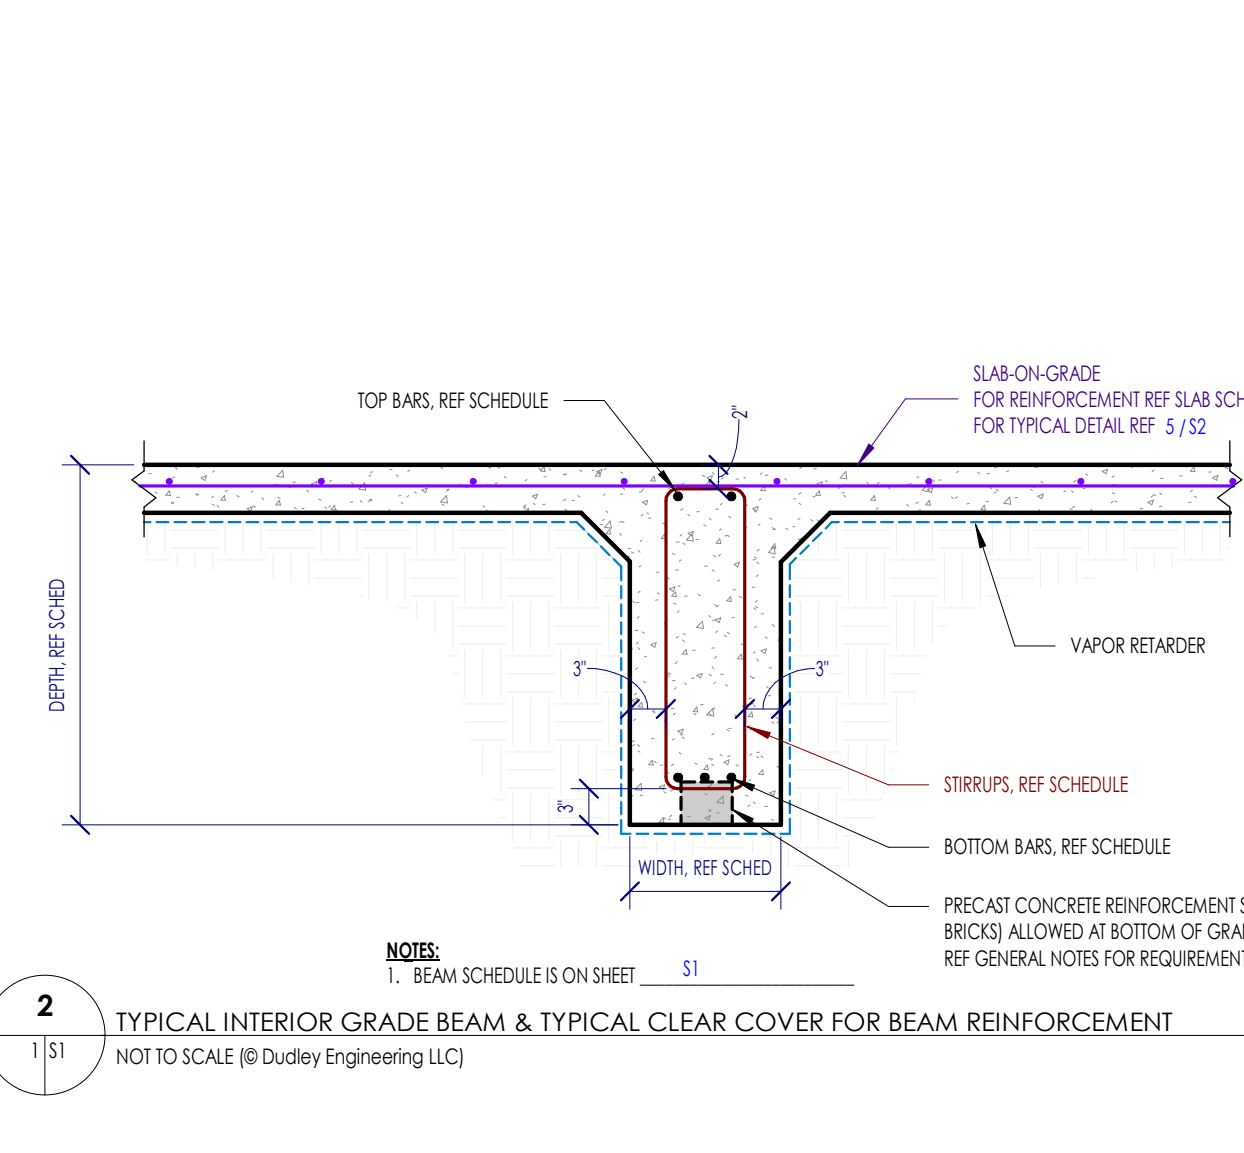 SLAB-ON-GRADE
TOP BARS, REF SCHEDULE
FOR REINFORCEMENT REF SLAB SCH
FOR TYPICAL DETAIL REF 5 / S2
2"
DEPTH, REF SCHED
VAPOR RETARDER
3"
3"
STIRRUPS, REF SCHEDULE
3"
BOTTOM BARS, REF SCHEDULE
WIDTH, REF SCHED
PRECAST CONCRETE REINFORCEMENT S
BRICKS) ALLOWED AT BOTTOM OF GRA
REF GENERAL NOTES FOR REQUIREMENT
NOTES:
1. BEAM SCHEDULE IS ON SHEET S1
2
TYPICAL INTERIOR GRADE BEAM & TYPICAL CLEAR COVER FOR BEAM REINFORCEMENT
1 S1
NOT TO SCALE (© Dudley Engineering LLC)